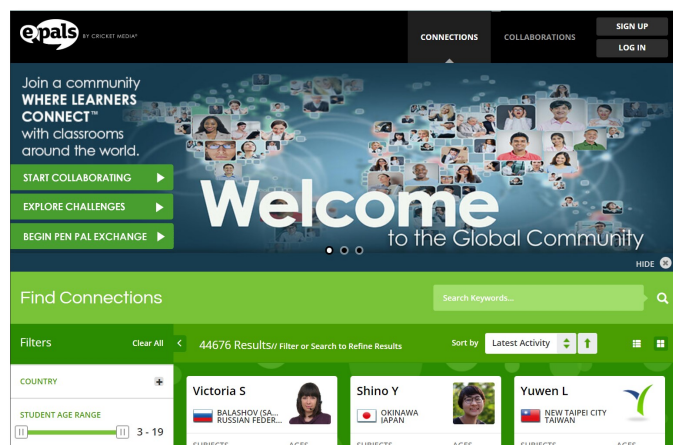 epals BY CRICKET MEDIA®
CONNECTIONS
COLLABORATIONS
SIGN UP
LOG IN
Join a community
WHERE LEARNERS
CONNECT™
with classrooms
around the world.
START COLLABORATING
EXPLORE CHALLENGES
BEGIN PEN PAL EXCHANGE
Welcome
to the Global Community
HIDE
Find Connections
Search Keywords...
Filters
Clear All
44676 Results// Filter or Search to Refine Results
Sort by
Latest Activity
COUNTRY
STUDENT AGE RANGE
3 - 19
Victoria S
BALASHOV (SA...
RUSSIAN FEDER...
SUBJECTS AGES
Shino Y
OKINAWA
JAPAN
SUBJECTS AGES
Yuwen L
NEW TAIPEI CITY
TAIWAN
SUBJECTS AGES